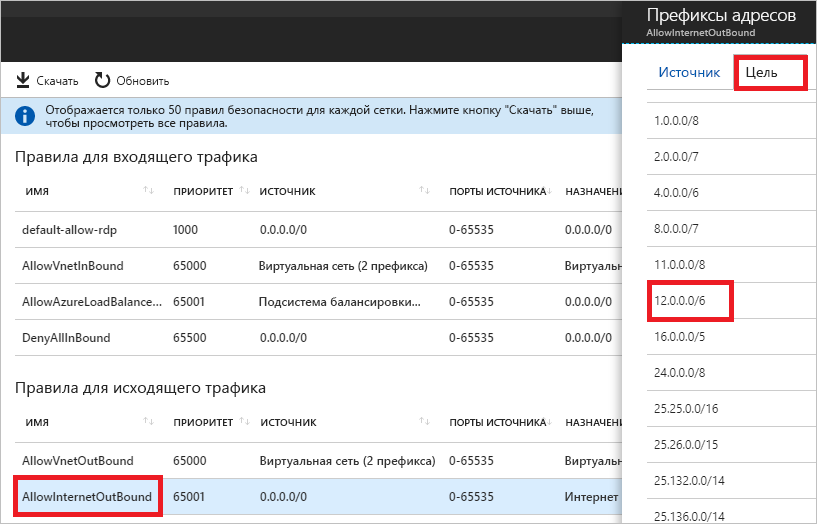 Скачать Обновить
Отображается только 50 правил безопасности для каждой сетки. Нажмите кнопку "Скачать" выше,
чтобы просмотреть все правила.
Правила для входящего трафика
ИМЯ ПРИОРИТЕТ ИСТОЧНИК ПОРТЫ ИСТОЧНИКА НАЗНАЧЕНИ
default-allow-rdp 1000 0.0.0.0/0 0-65535 0.0.0.0/0
AllowVnetInBound 65000 Виртуальная сеть (2 префикса) 0-65535 Виртуальн
AllowAzureLoadBalance... 65001 Подсистема балансировки... 0-65535 0.0.0.0/0
DenyAllInBound 65500 0.0.0.0/0 0-65535 0.0.0.0/0
Правила для исходящего трафика
ИМЯ ПРИОРИТЕТ ИСТОЧНИК ПОРТЫ ИСТОЧНИКА НАЗНАЧЕНИ
AllowVnetOutBound 65000 Виртуальная сеть (2 префикса) 0-65535 Виртуальн
AllowInternetOutBound 65001 0.0.0.0/0 0-65535 Интернет
Префиксы адресов
AllowInternetOutBound
Источник Цель
1.0.0.0/8
2.0.0.0/7
4.0.0.0/6
8.0.0.0/7
11.0.0.0/8
12.0.0.0/6
16.0.0.0/5
24.0.0.0/8
25.25.0.0/16
25.26.0.0/15
25.132.0.0/14
25.136.0.0/14